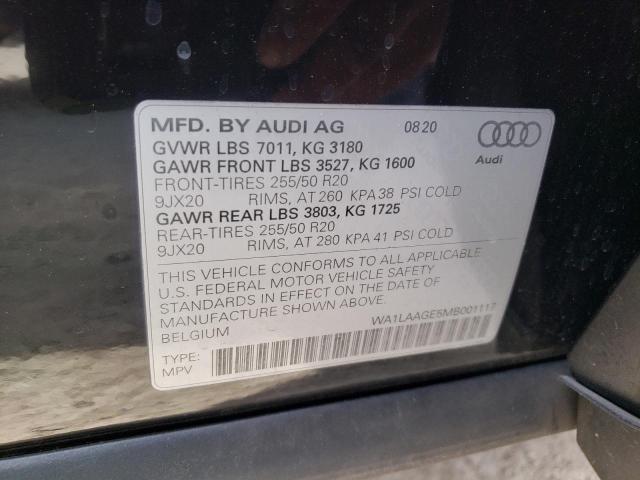 MFD. BY AUDI AG 08 20
GVWR LBS 7011, KG 3180
GAWR FRONT LBS 3527, KG 1600
FRONT-TIRES 255/50 R20
9JX20 RIMS, AT 260 KPA 38 PSI COLD
GAWR REAR LBS 3803, KG 1725
REAR-TIRES 255/50 R20
9JX20 RIMS, AT 280 KPA 41 PSI COLD
Audi
THIS VEHICLE CONFORMS TO ALL APPLICABLE
U.S. FEDERAL MOTOR VEHICLE SAFETY
STANDARDS IN EFFECT ON THE DATE OF
MANUFACTURE SHOWN ABOVE.
BELGIUM
WA1LAAGE5MB001117
TYPE:
MPV